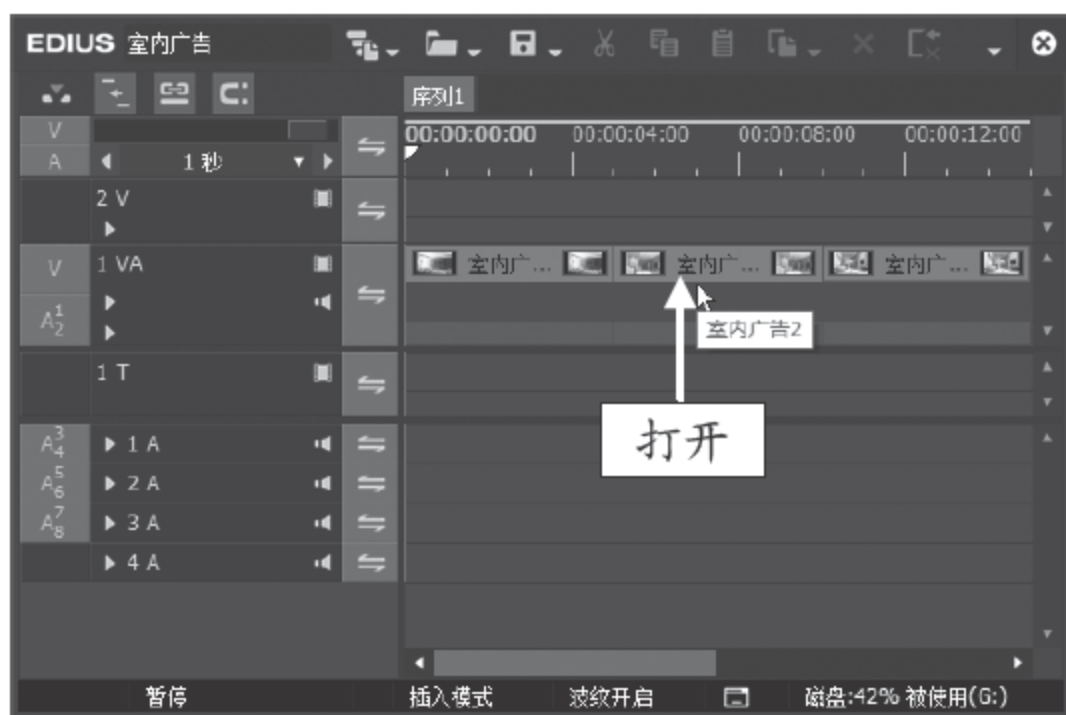 EDIUS 室内广告
序列1
V
A
1 秒
00:00:00:00 00:00:04:00 00:00:08:00 00:00:12:00
2 V
V
1 VA
A1 2
室内广... 室内广... 室内广...
室内广告2
1 T
打开
A3 4
1 A
A5 6
2 A
A7 8
3 A
4 A
暂停 插入模式 波纹开启 磁盘:42% 被使用(G:)